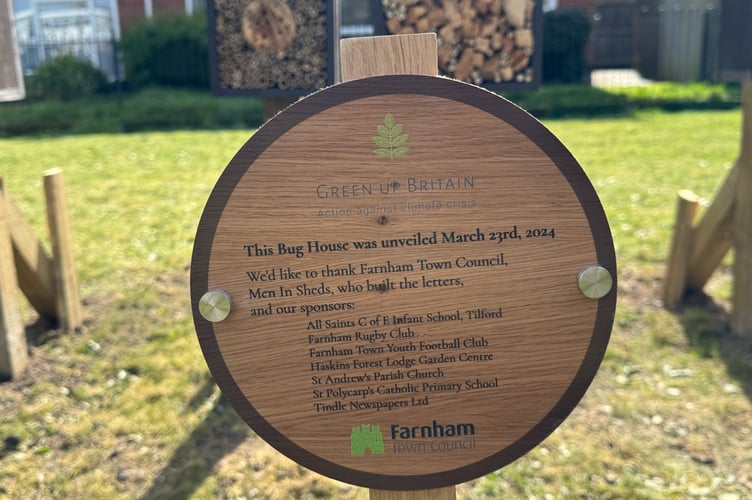 GREEN UP BRITAIN
Action against climate crisis
This Bug House was unveiled March 23rd, 2024
We'd like to thank Farnham Town Council,
Men In Sheds, who built the letters,
and our sponsors:
All Saints C of E Infant School, Tilford
Farnham Rugby Club
Farnham Town Youth Football Club
Haskins Forest Lodge Garden Centre
St Andrew's Parish Church
St Polycarp's Catholic Primary School
Tindle Newspapers Ltd
Farnham
Town Council